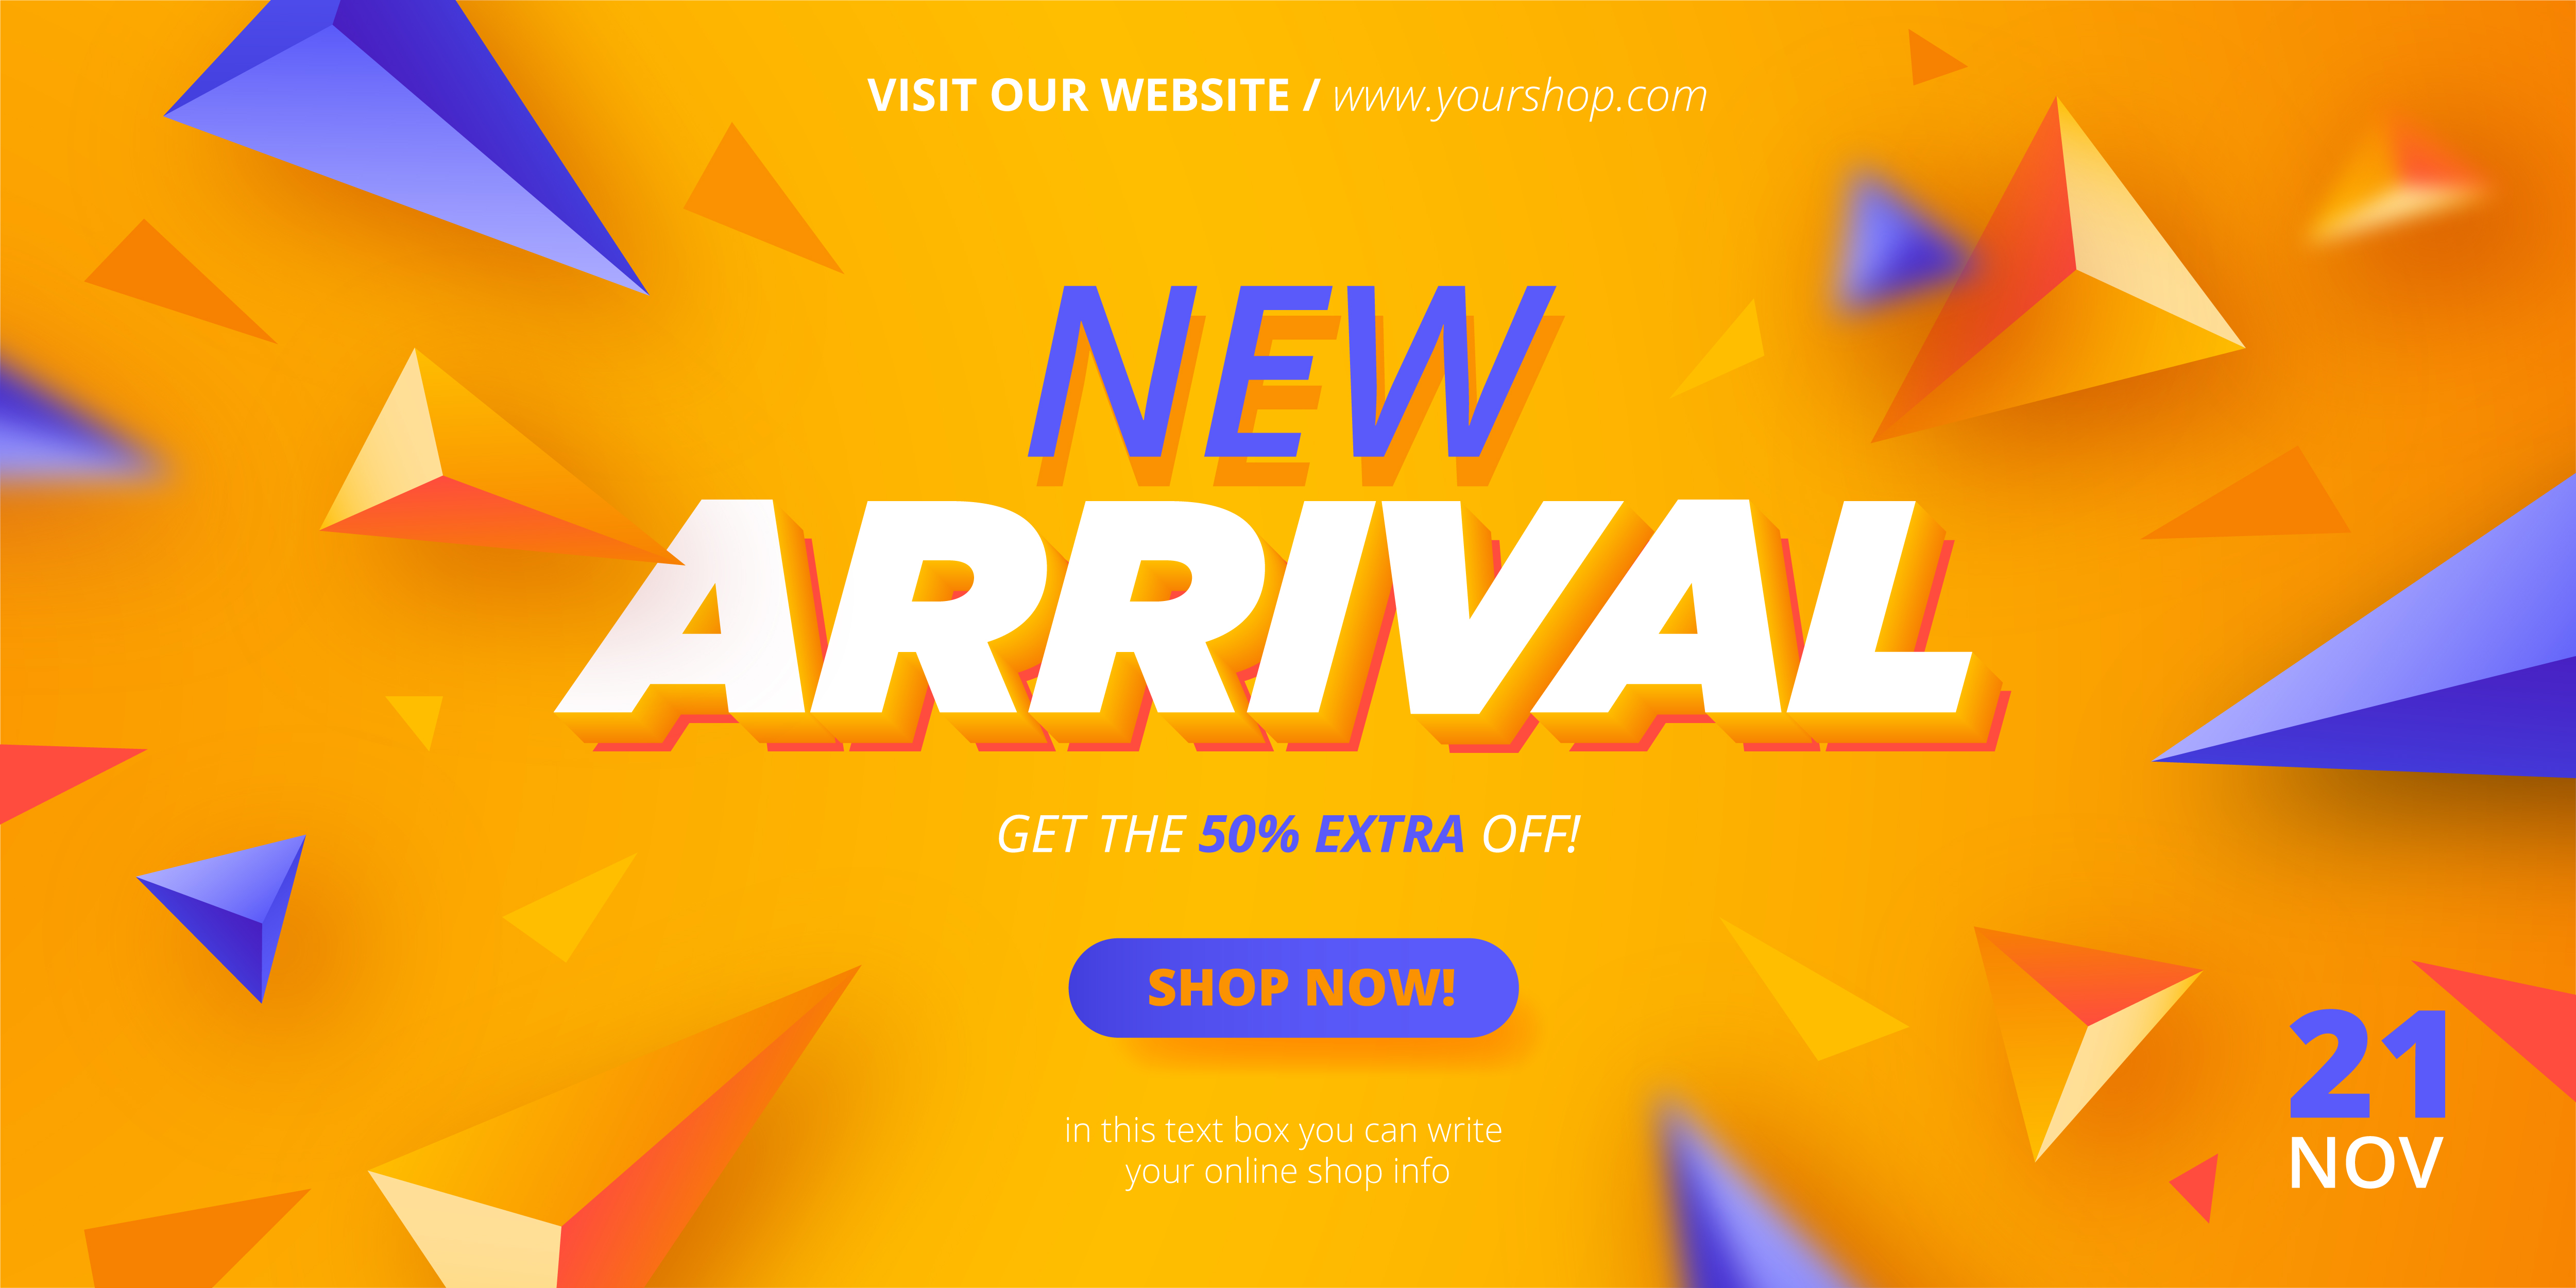 VISIT OUR WEBSITE / www.yourshop.com
NEW
ARRIVAL
GET THE 50% EXTRA OFF!
SHOP NOW!
in this text box you can write
your online shop info
21
NOV